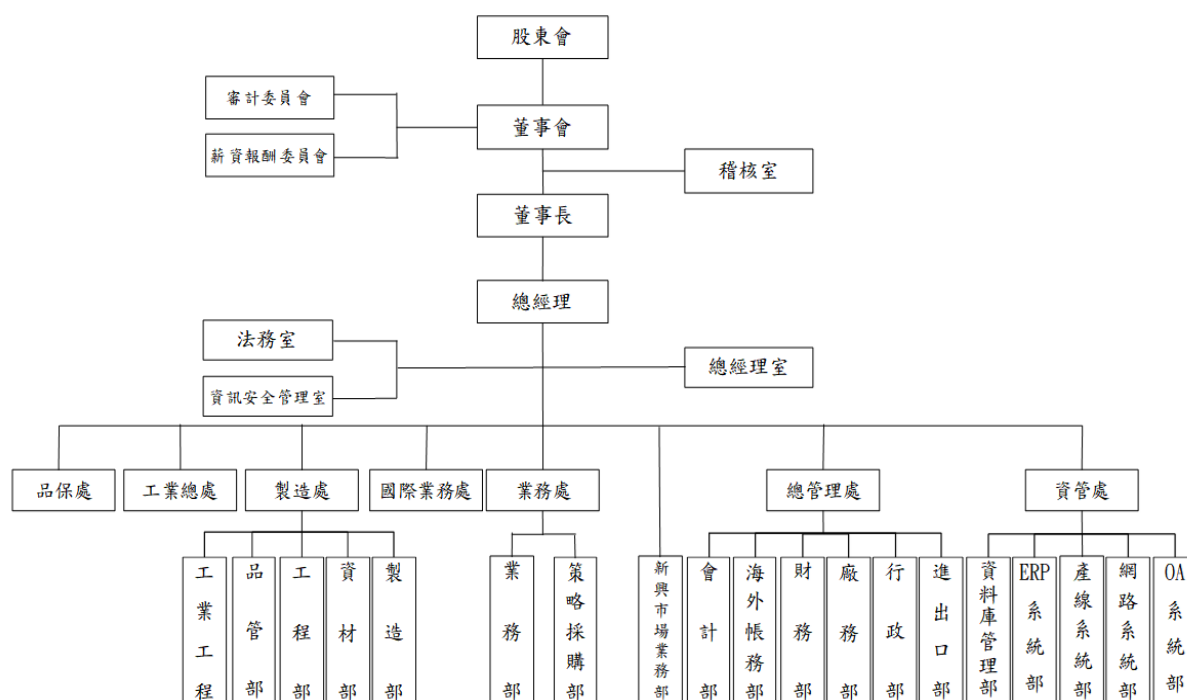 股東會
審計委員會
董事會
薪資報酬委員會
稽核室
董事長
總經理
法務室
總經理室
資訊安全管理室
品保處
工業總處
製造處
國際業務處
業務處
總管理處
資管處
工業工程
品管部
工程部
資材部
製造部
業務部
策略採購部
新興市場業務部
會計部
海外帳務部
財務部
廠務部
行政部
進出口部
資料庫管理部
ERP系統部
產線系統部
網路系統部
OA系統部